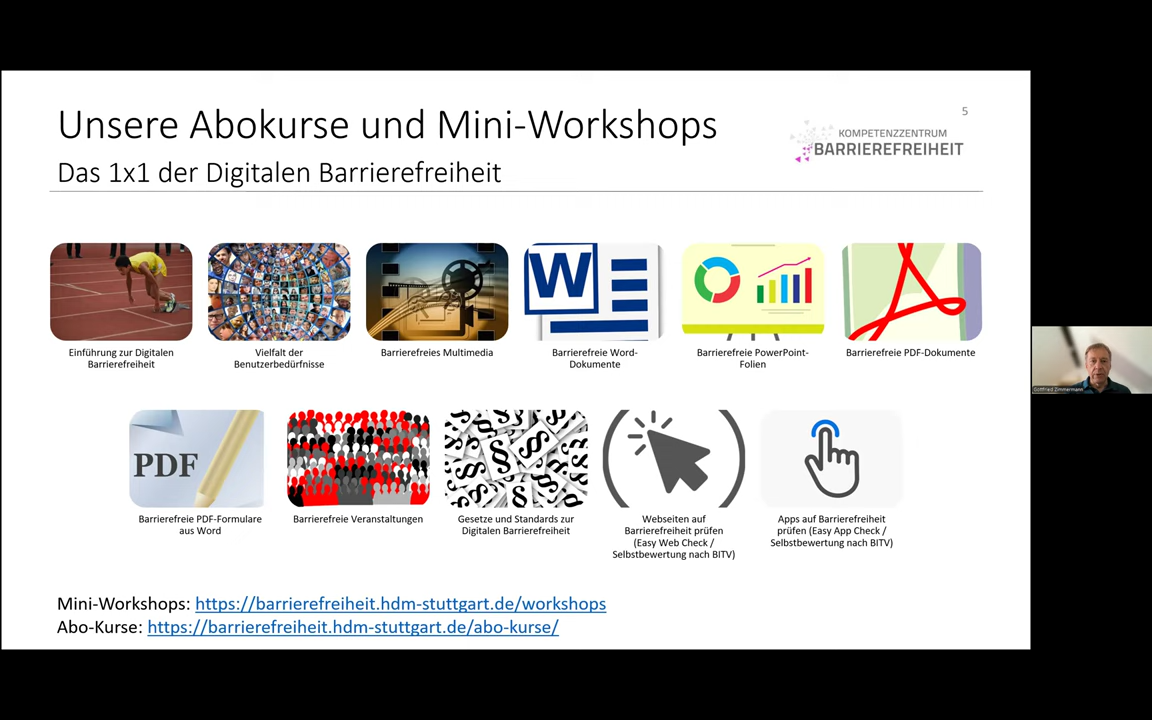 Unsere Abokurse und Mini-Workshops
5
KOMPETENZZENTRUM
BARRIEREFREIHEIT
Das 1x1 der Digitalen Barrierefreiheit
W
Einführung zur Digitalen
Barrierefreiheit
Vielfalt der
Benutzerbedürfnisse
Barrierefreies Multimedia
Barrierefreie Word-
Dokumente
Barrierefreie PowerPoint-
Folien
Barrierefreie PDF-Dokumente
Gottfried Zimmermann
PDF
§ § § § §
Barrierefreie PDF-Formulare
aus Word
Barrierefreie Veranstaltungen
Gesetze und Standards zur
Digitalen Barrierefreiheit
Webseiten auf
Barrierefreiheit prüfen
(Easy Web Check /
Selbstbewertung nach BITV)
Apps auf Barrierefreiheit
prüfen (Easy App Check /
Selbstbewertung nach BITV)
Mini-Workshops: https://barrierefreiheit.hdm-stuttgart.de/workshops
Abo-Kurse: https://barrierefreiheit.hdm-stuttgart.de/abo-kurse/